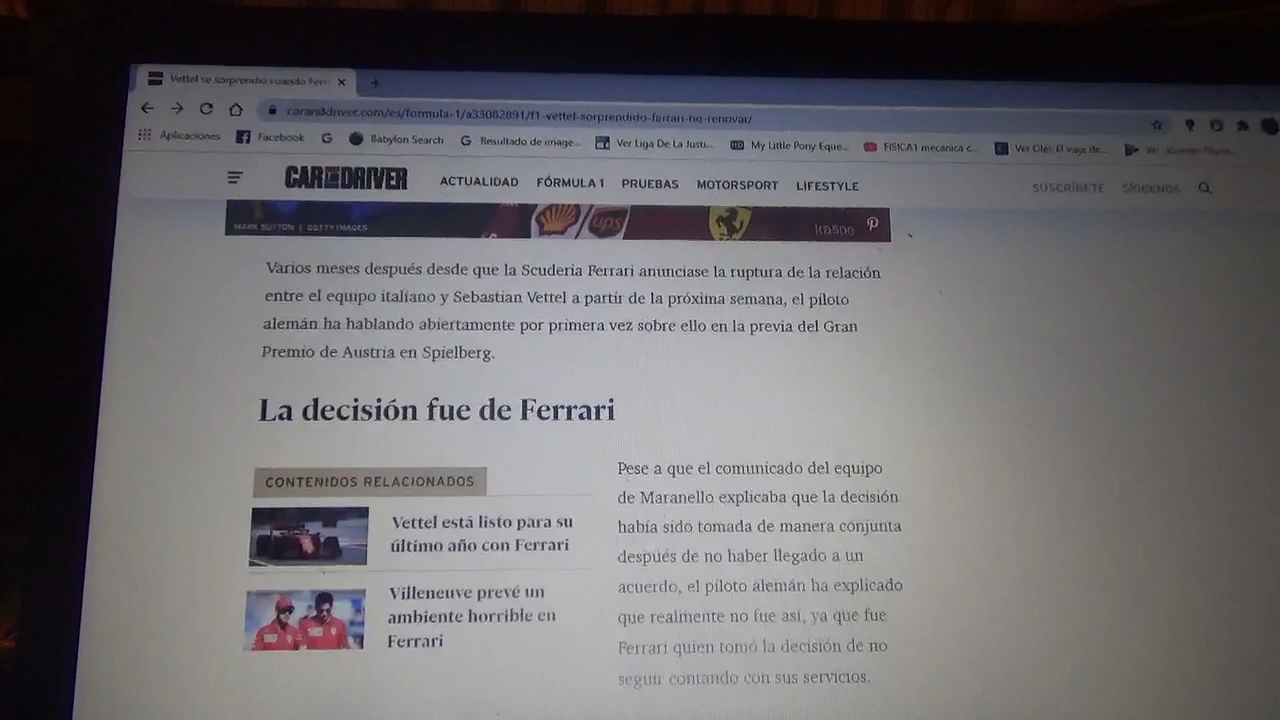 Vettel se sorprendió cuando Ferr
caranddriver.com/es/formula-1/a33082891/f1-vettel-sorprendido-ferrari-no-renovar/
Aplicaciones Facebook Babylon Search Resultado de image... Ver Liga De La Justi... My Little Pony Eque... FISICA1 mecanica c... Ver Cilel: El viaje de... Ver
CAR AND DRIVER ACTUALIDAD FÓRMULA 1 PRUEBAS MOTORSPORT LIFESTYLE SUSCRÍBETE SÍGUENOS
ups
MARK SUTTON | GETTY IMAGES kaspe
Varios meses después desde que la Scuderia Ferrari anunciase la ruptura de la relación
entre el equipo italiano y Sebastian Vettel a partir de la próxima semana, el piloto
alemán ha hablando abiertamente por primera vez sobre ello en la previa del Gran
Premio de Austria en Spielberg.
La decisión fue de Ferrari
CONTENIDOS RELACIONADOS
Vettel está listo para su
último año con Ferrari
Villeneuve prevé un
ambiente horrible en
Ferrari
Pese a que el comunicado del equipo
de Maranello explicaba que la decisión
había sido tomada de manera conjunta
después de no haber llegado a un
acuerdo, el piloto alemán ha explicado
que realmente no fue así, ya que fue
Ferrari quien tomó la decisión de no
seguir contando con sus servicios.